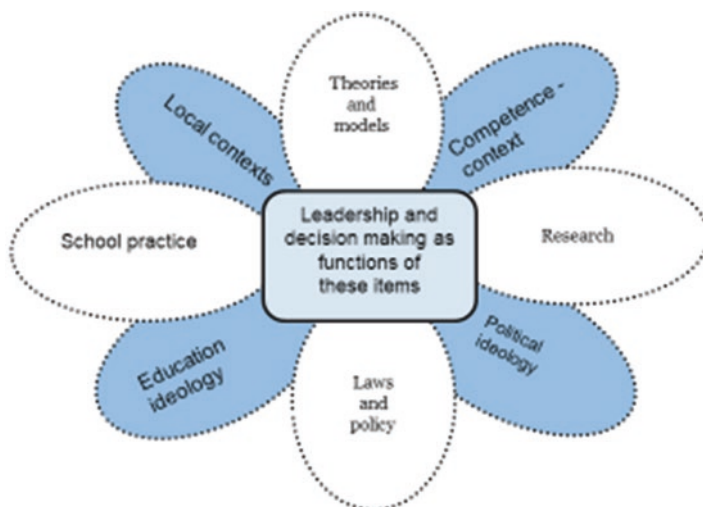 Theories
and
models
Local contexts
Competence -
context
School practice
Leadership and
decision making as
functions of
these items
Research
Education
ideology
Political
ideology
Laws
and
policy